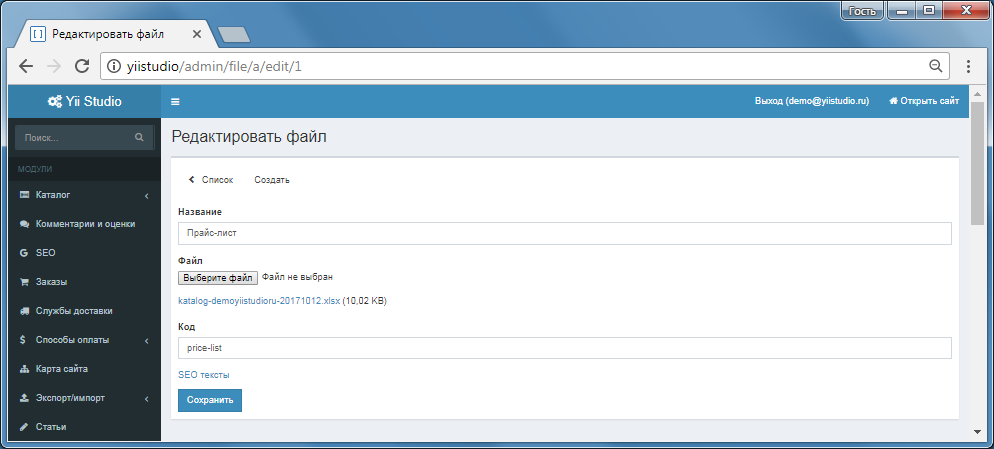 Гость
Редактировать файл
yiistudio/admin/file/a/edit/1
Yii Studio
Выход (demo@yiistudio.ru)
Открыть сайт
Поиск...
МОДУЛИ
Каталог
Комментарии и оценки
SEO
Заказы
Службы доставки
Способы оплаты
Карта сайта
Экспорт/импорт
Статьи
Редактировать файл
Список
Создать
Название
Прайс-лист
Файл
Выберите файл Файл не выбран
katalog-demoyiistudioru-20171012.xlsx (10,02 KB)
Код
price-list
SEO тексты
Сохранить